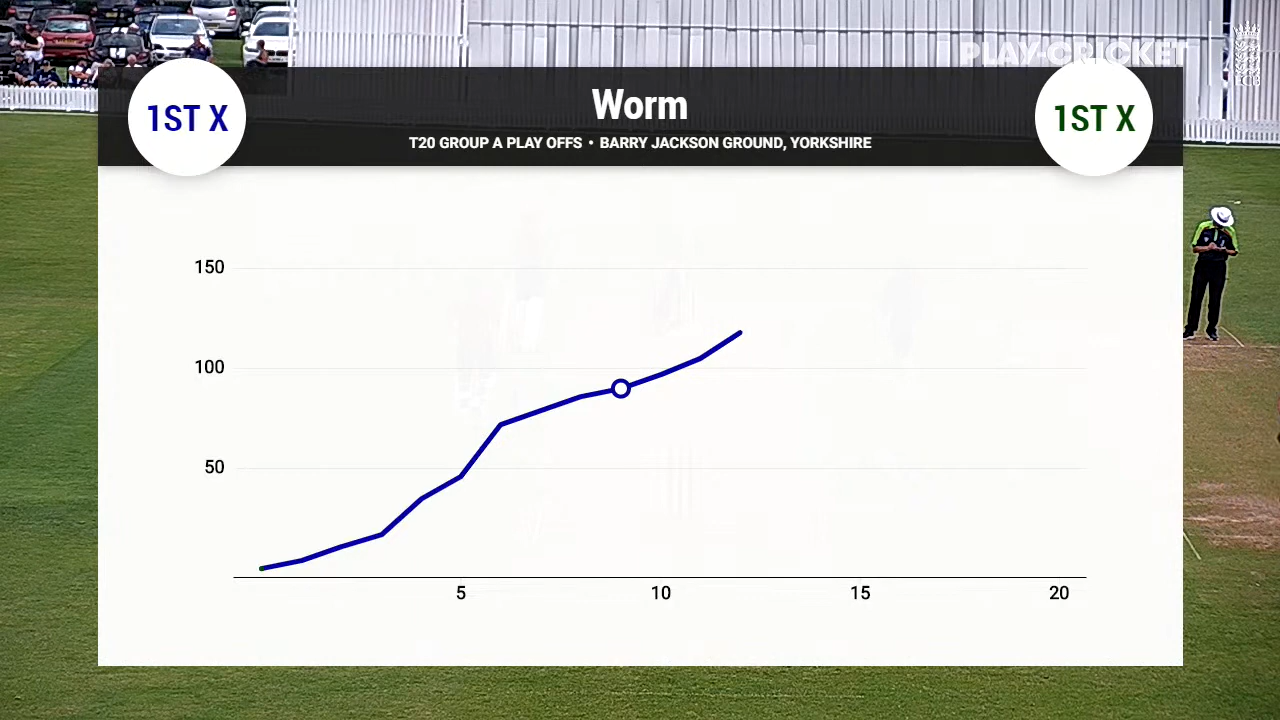 PLAY-CRICKET
1ST X
Worm
1ST X
T20 GROUP A PLAY OFFS • BARRY JACKSON GROUND, YORKSHIRE
150
100
50
5
10
15
20